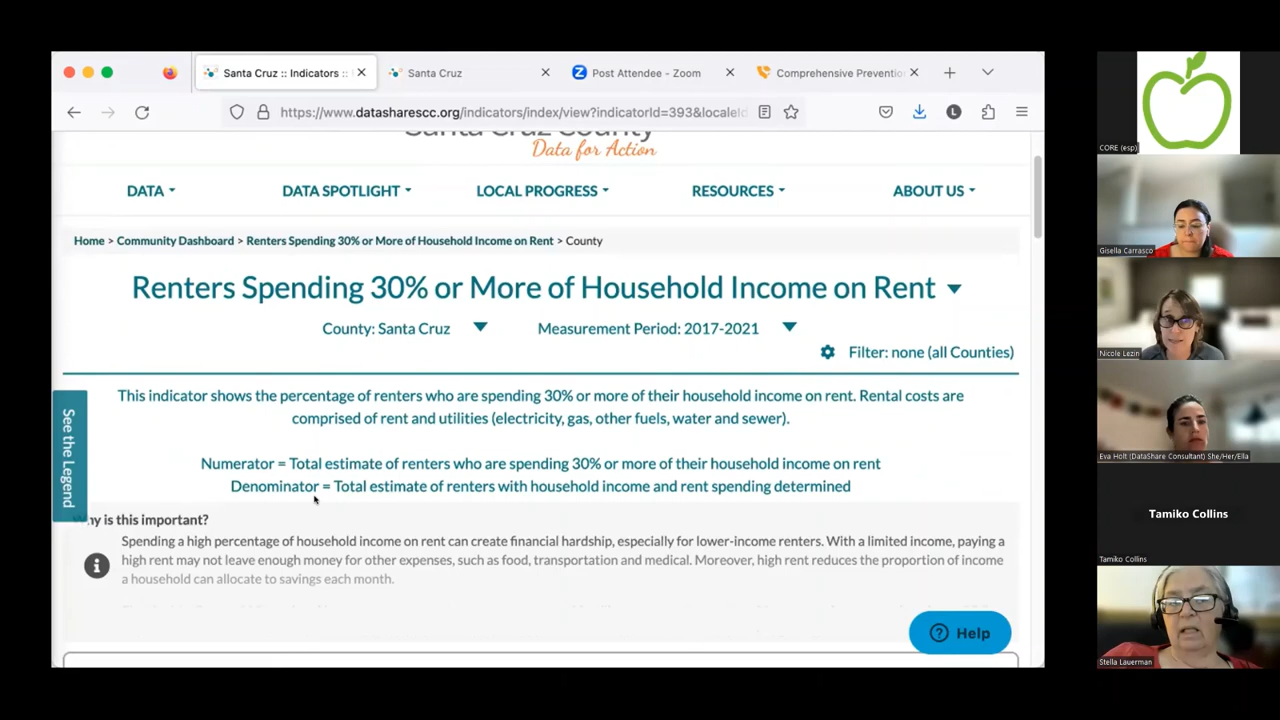 Santa Cruz :: Indicators ::
Santa Cruz
Post Attendee - Zoom
Comprehensive Preventio
https://www.datasharescc.org/indicators/index/view?indicatorId=393&locale
L
Santa Cruz County
Data for Action
DATA
DATA SPOTLIGHT
LOCAL PROGRESS
RESOURCES
ABOUT US
Home > Community Dashboard > Renters Spending 30% or More of Household Income on Rent > County
Renters Spending 30% or More of Household Income on Rent
County: Santa Cruz
Measurement Period: 2017-2021
Filter: none (all Counties)
This indicator shows the percentage of renters who are spending 30% or more of their household income on rent. Rental costs are
comprised of rent and utilities (electricity, gas, other fuels, water and sewer).
Numerator = Total estimate of renters who are spending 30% or more of their household income on rent
Denominator = Total estimate of renters with household income and rent spending determined
See the Legend
hy is this important?
Spending a high percentage of household income on rent can create financial hardship, especially for lower-income renters. With a limited income, paying a
high rent may not leave enough money for other expenses, such as food, transportation and medical. Moreover, high rent reduces the proportion of income
a household can allocate to savings each month.
Help
CORE (esp)
Gisella Carrasco
Nicole Lezin
Eva Holt (DataShare Consultant) She/Her/Ella
Tamiko Collins
Tamiko Collins
Stella Lauerman